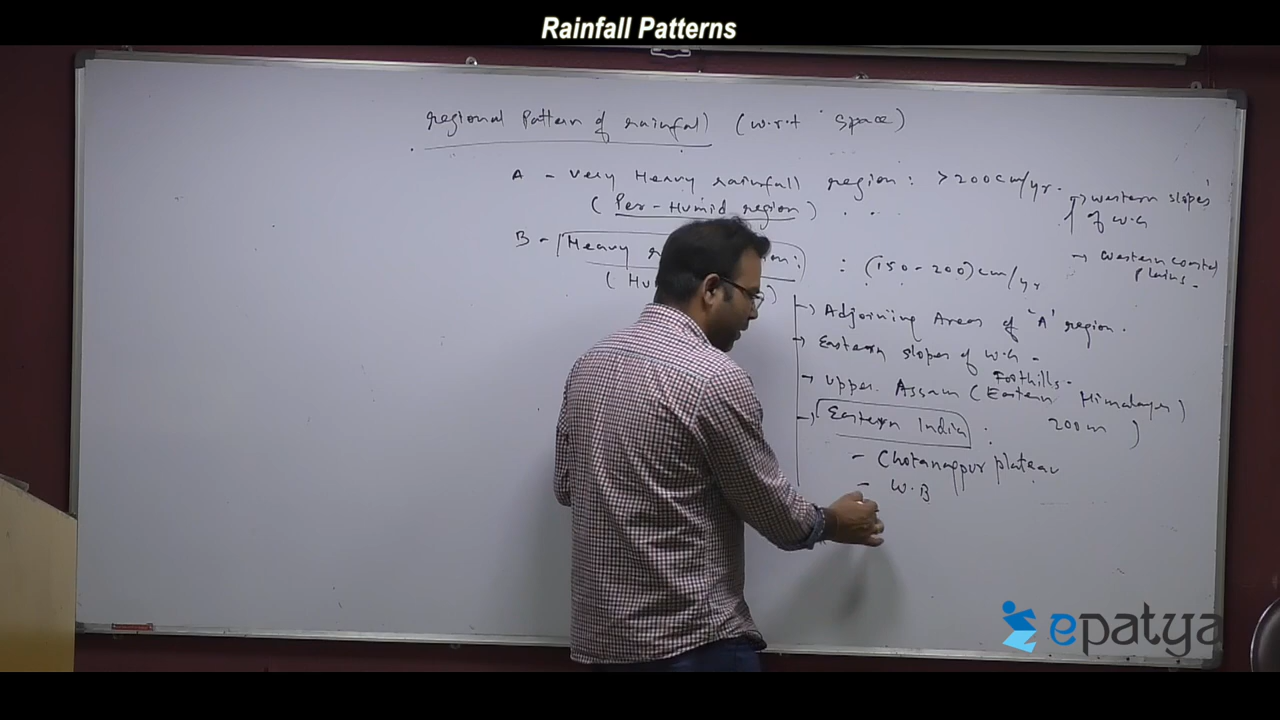 Rainfall Patterns
regional Pattern of rainfall (w.r.t space)
A - Very Heavy rainfall region : >200cm/yr.
(Per-Humid region)
→ western slopes
of W.G
→ western coastal
plains.
B - Heavy : (150-200)cm/yr
→ Adjoining Areas of 'A' region.
→ Eastern slopes of W.G -
→ Upper Assam (Eastern Himalayas)
Foothills.
→ Eastern India : 200cm )
- Chotanagpur plateau
- W.B
epatya